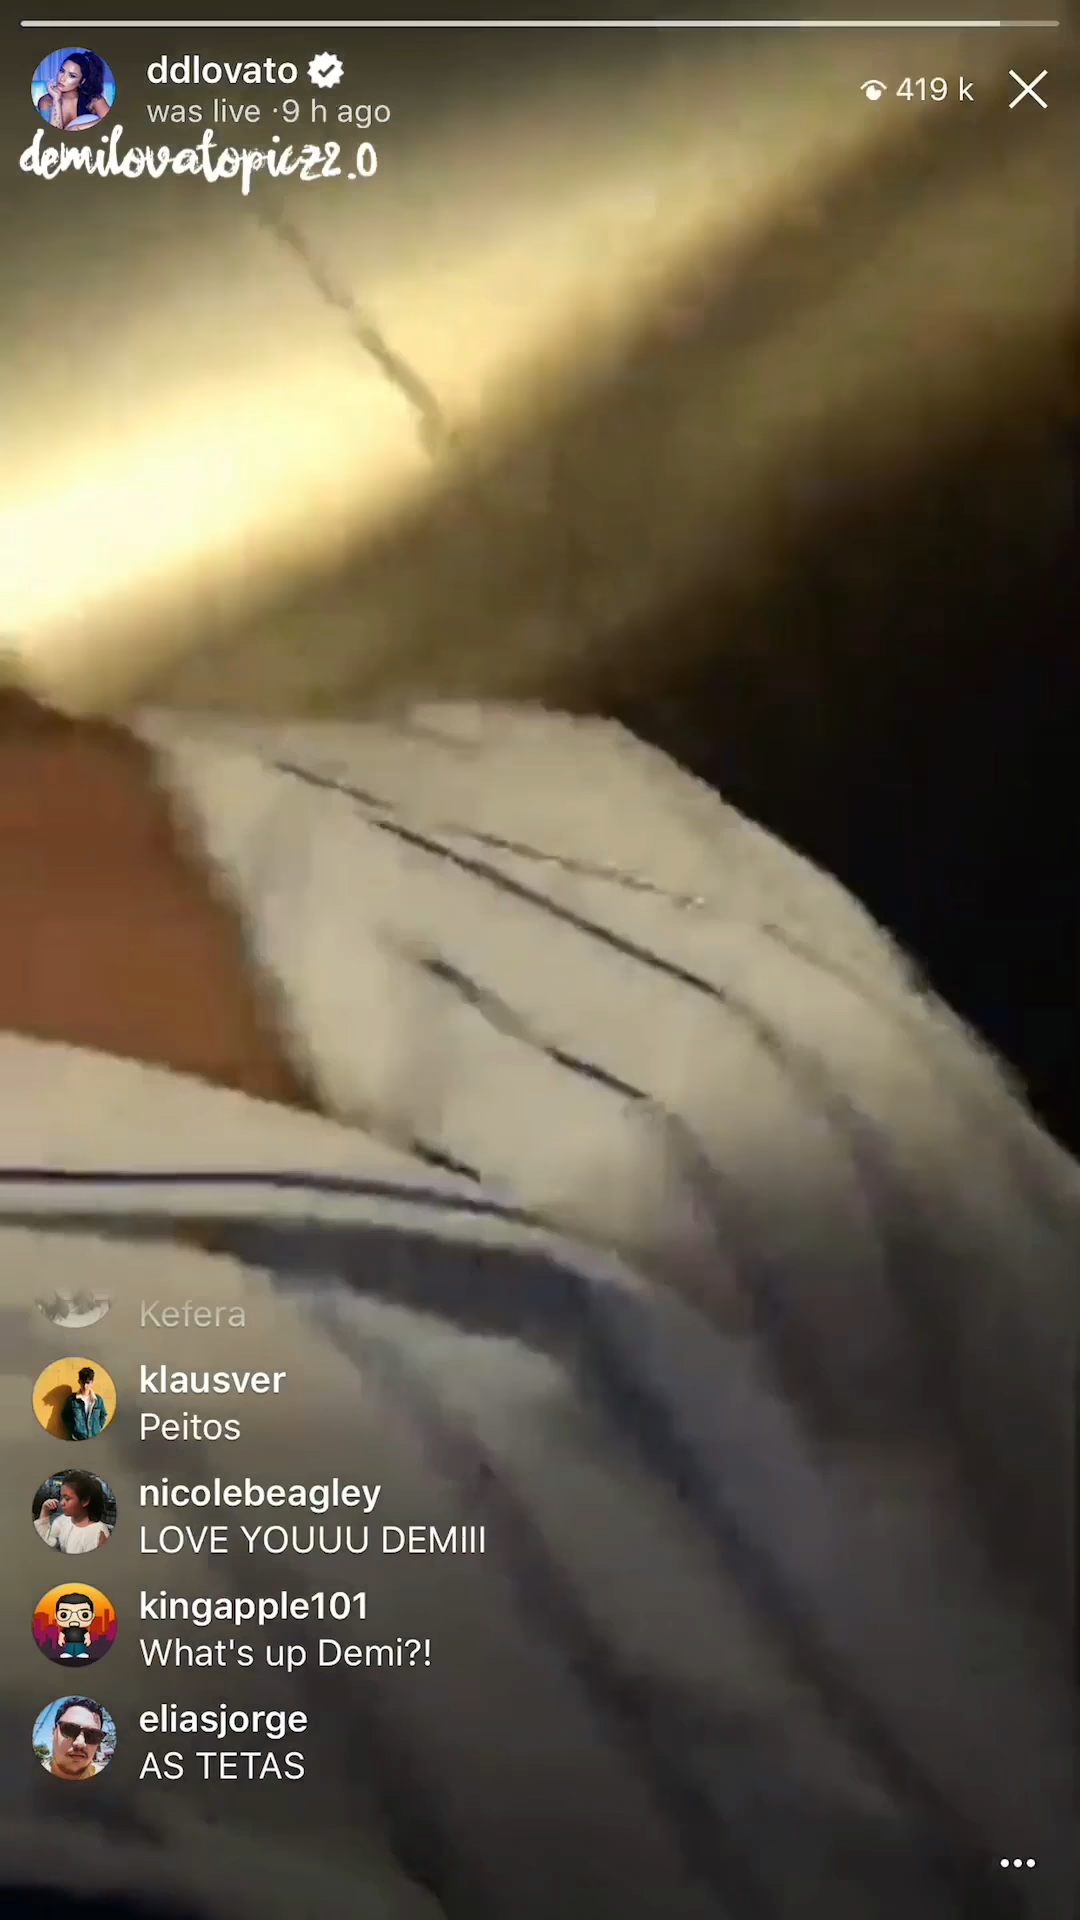 ddlovato
was live · 9 h ago
419 k
demilovatopicz2.0
Kefera
klausver
Peitos
nicolebeagley
LOVE YOUUU DEMIII
kingapple101
What's up Demi?!
eliasjorge
AS TETAS